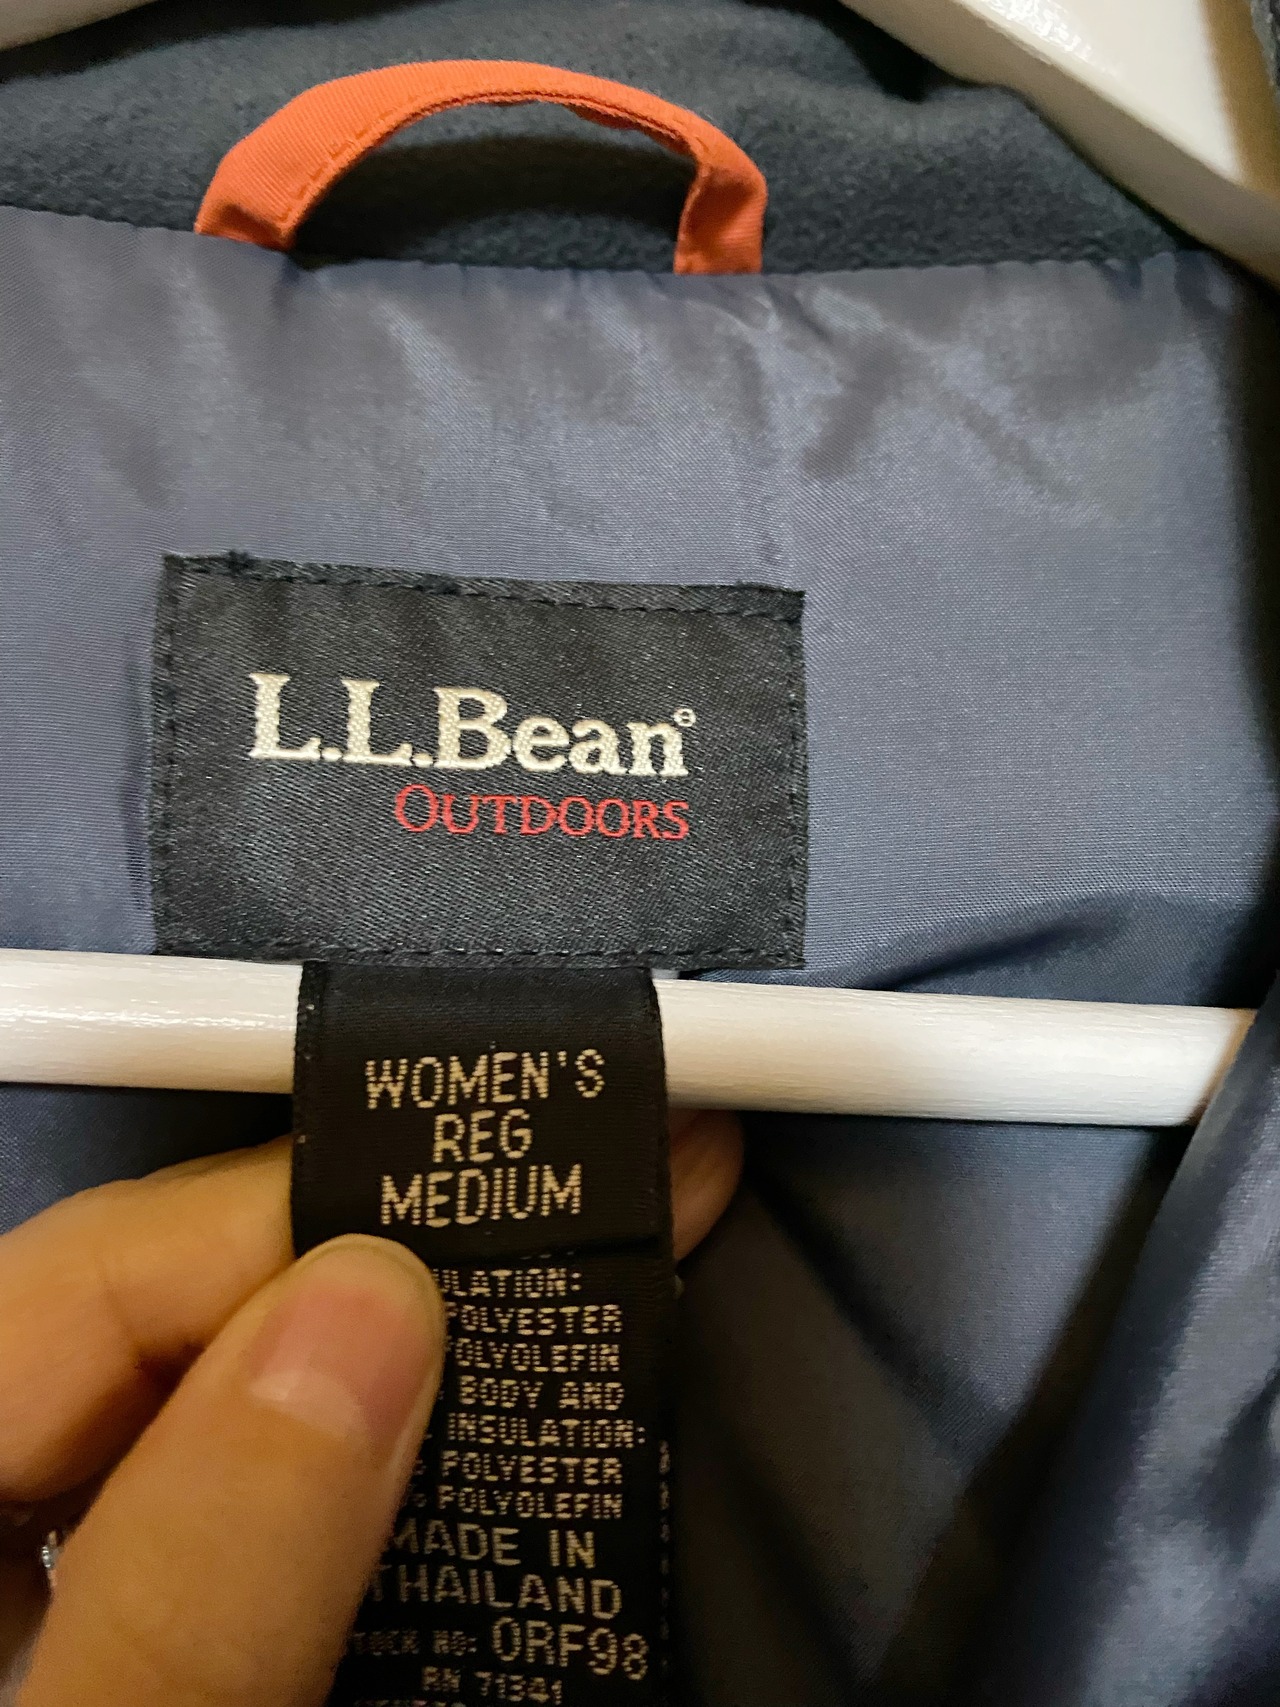 L.L.Bean®
OUTDOORS
WOMEN'S
REG
MEDIUM
ULATION:
POLYESTER
POLYOLEFIN
BODY AND
INSULATION:
POLYESTER
% POLYOLEFIN
MADE IN
THAILAND
NO: 0RF98
RN 71341